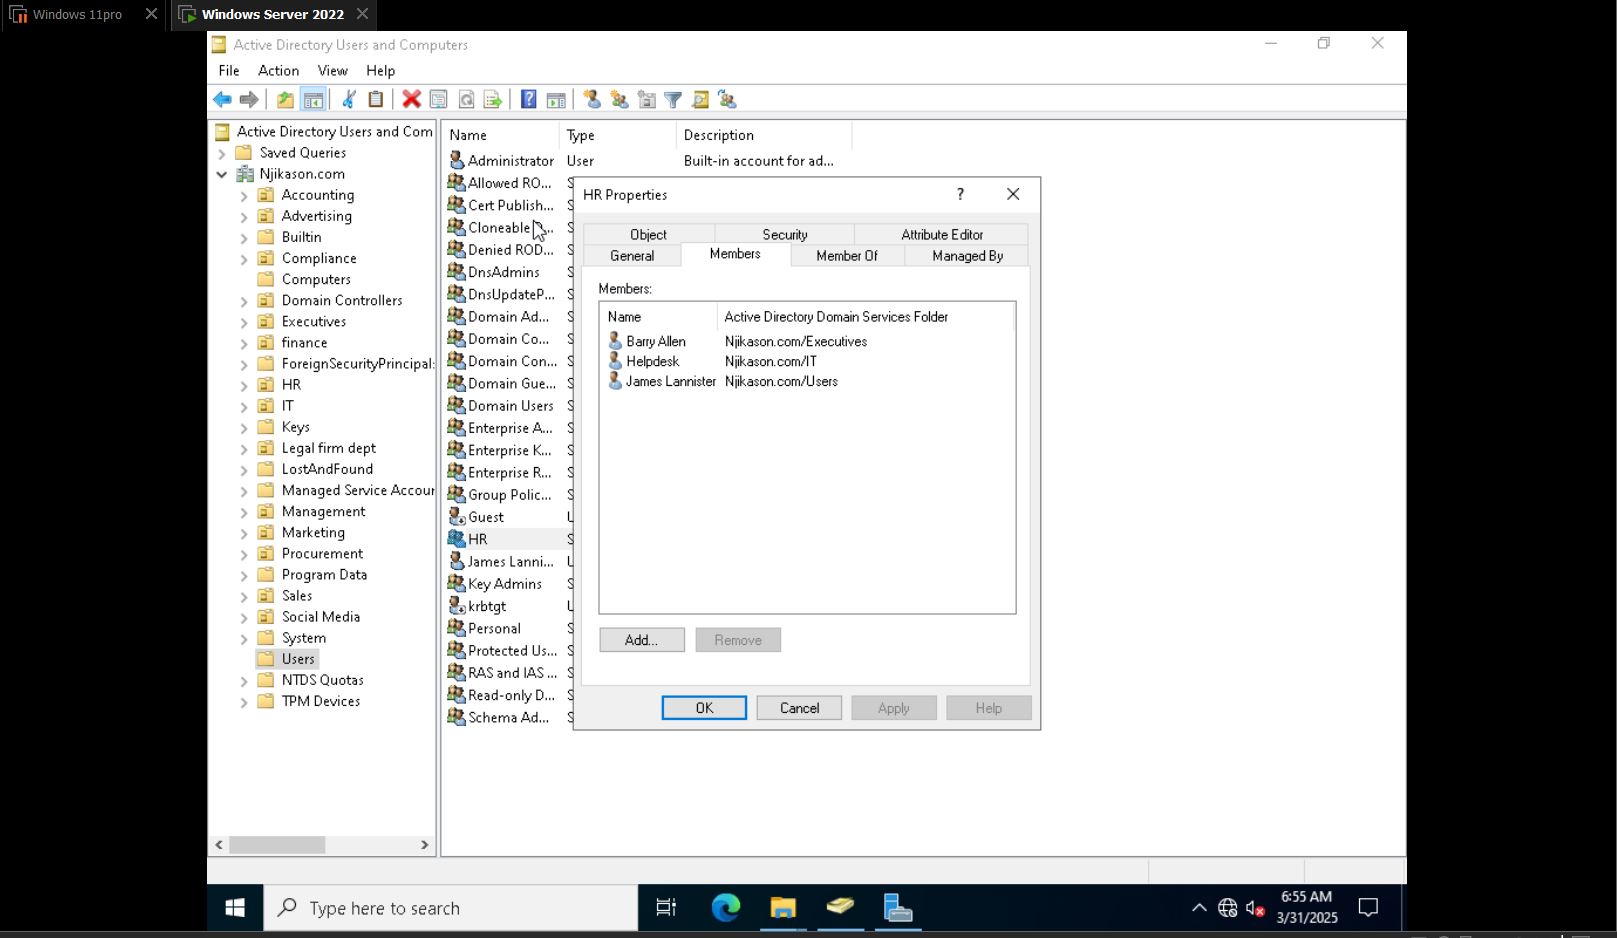 Windows 11pro
Windows Server 2022
Active Directory Users and Computers
File Action View Help
Active Directory Users and Com
Saved Queries
Njikason.com
Accounting
Advertising
Builtin
Compliance
Computers
Domain Controllers
Executives
finance
ForeignSecurityPrincipal:
HR
IT
Keys
Legal firm dept
LostAndFound
Managed Service Accour
Management
Marketing
Procurement
Program Data
Sales
Social Media
System
Users
NTDS Quotas
TPM Devices
Name Type Description
Administrator User Built-in account for ad...
Allowed RO... S
Cert Publish... S
Cloneable D... S
Denied ROD... S
DnsAdmins S
DnsUpdateP... S
Domain Ad... S
Domain Co... S
Domain Con... S
Domain Gue... S
Domain Users S
Enterprise A... S
Enterprise K... S
Enterprise R... S
Group Polic... S
Guest U
HR S
James Lanni... U
Key Admins S
krbtgt U
Personal S
Protected Us... S
RAS and IAS ... S
Read-only D... S
Schema Ad... S
HR Properties ?
Object Security Attribute Editor
General Members Member Of Managed By
Members:
Name Active Directory Domain Services Folder
Barry Allen Njikason.com/Executives
Helpdesk Njikason.com/IT
James Lannister Njikason.com/Users
Add... Remove
OK Cancel Apply Help
Type here to search
6:55 AM
3/31/2025